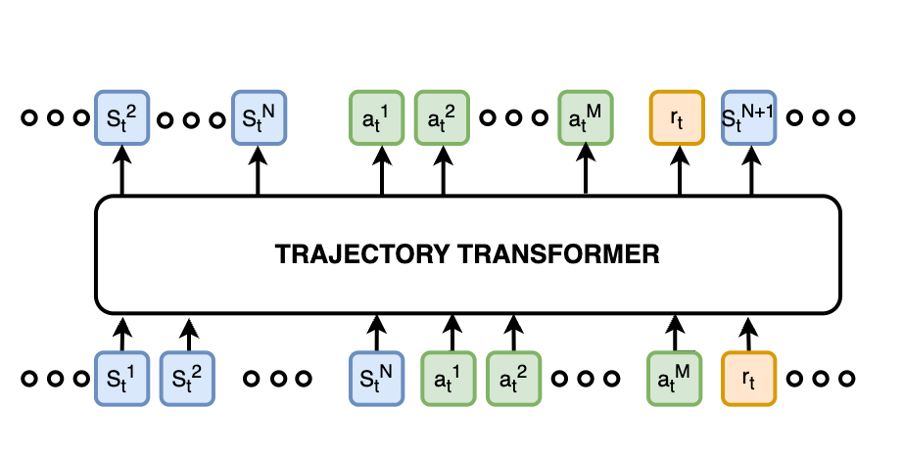 S_t^2 S_t^N a_t^1 a_t^2 a_t^M r_t S_t^{N+1}
TRAJECTORY TRANSFORMER
S_t^1 S_t^2 S_t^N a_t^1 a_t^2 a_t^M r_t